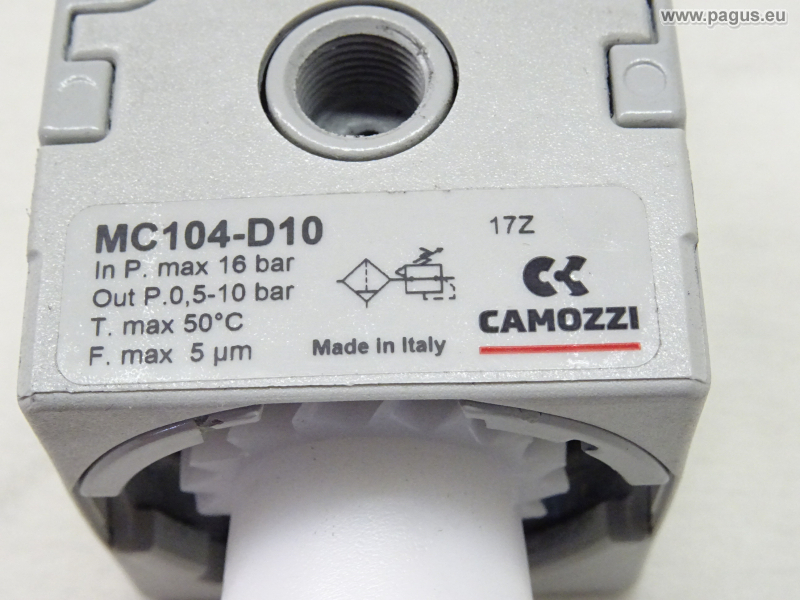 www.pagus.eu
MC104-D10
17Z
In P. max 16 bar
Out P.0,5-10 bar
T. max 50°C
F. max 5 µm
Made in Italy
CAMOZZI